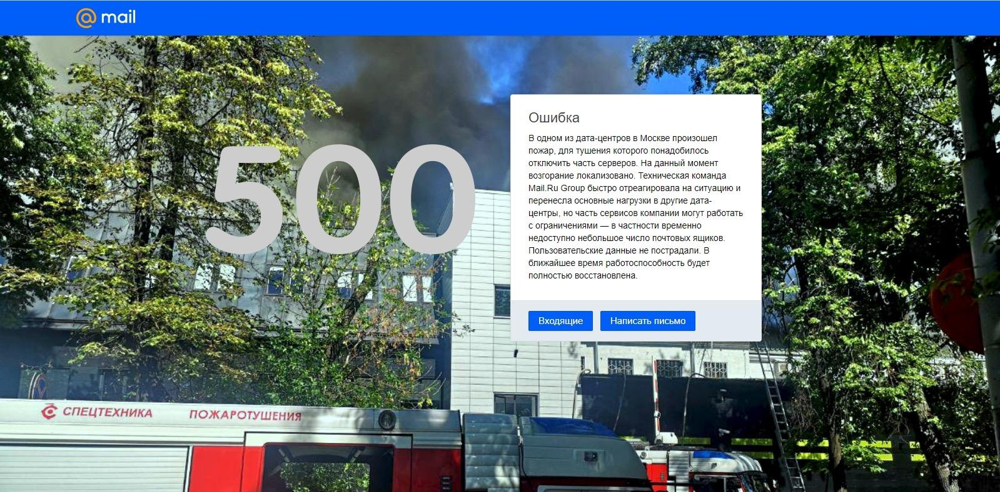 @mail
500
Ошибка
В одном из дата-центров в Москве произошел
пожар, для тушения которого понадобилось
отключить часть серверов. На данный момент
возгорание локализовано. Техническая команда
Mail.Ru Group быстро отреагировала на ситуацию и
перенесла основные нагрузки в другие дата-
центры, но часть сервисов компании могут работать
с ограничениями — в частности временно
недоступно небольшое число почтовых ящиков.
Пользовательские данные не пострадали. В
ближайшее время работоспособность будет
полностью восстановлена.
Входящие
Написать письмо
СПЕЦТЕХНИКА ПОЖАРОТУШЕНИЯ